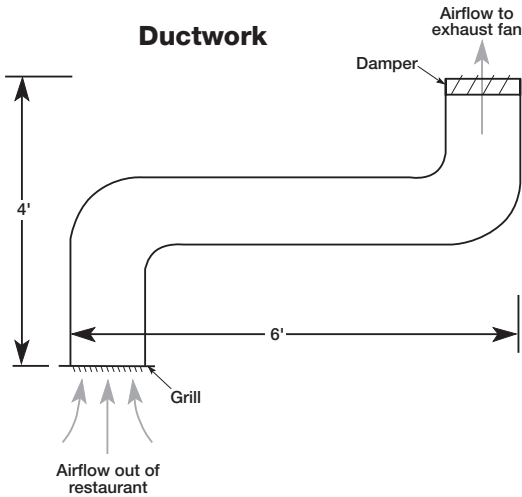 Airflow to
exhaust fan
Ductwork
Damper
4'
6'
Grill
Airflow out of
restaurant